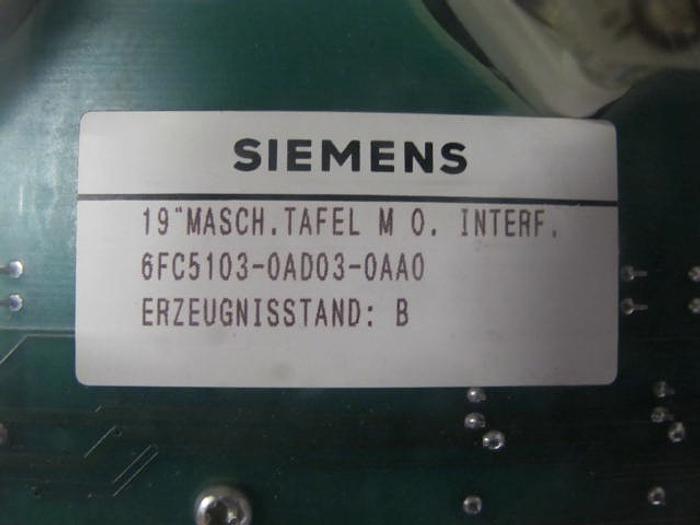 SIEMENS
19"MASCH.TAFEL M O. INTERF.
6FC5103-0AD03-0AA0
ERZEUGNISSTAND: B